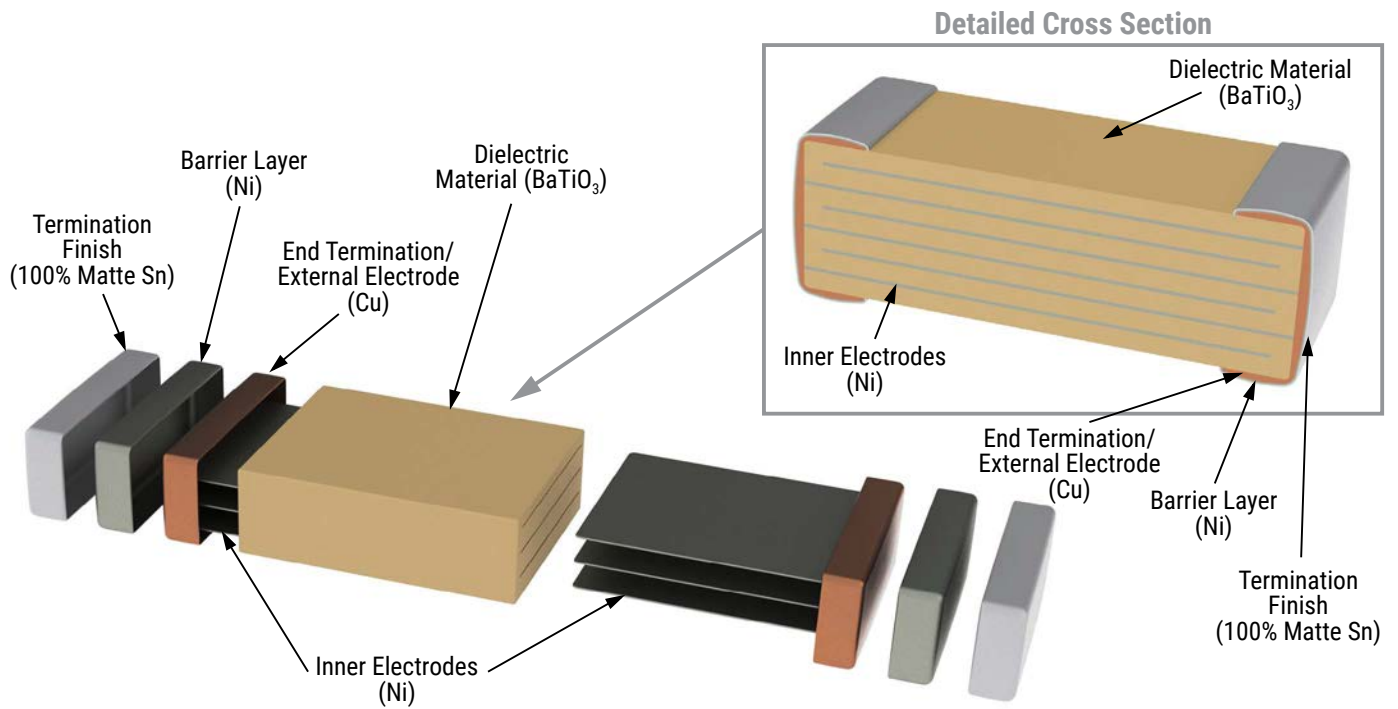 Detailed Cross Section
Dielectric Material
(BaTiO₃)
Inner Electrodes
(Ni)
End Termination/
External Electrode
(Cu)
Barrier Layer
(Ni)
Termination
Finish
(100% Matte Sn)
Termination
Finish
(100% Matte Sn)
Barrier Layer
(Ni)
End Termination/
External Electrode
(Cu)
Dielectric
Material (BaTiO₃)
Inner Electrodes
(Ni)